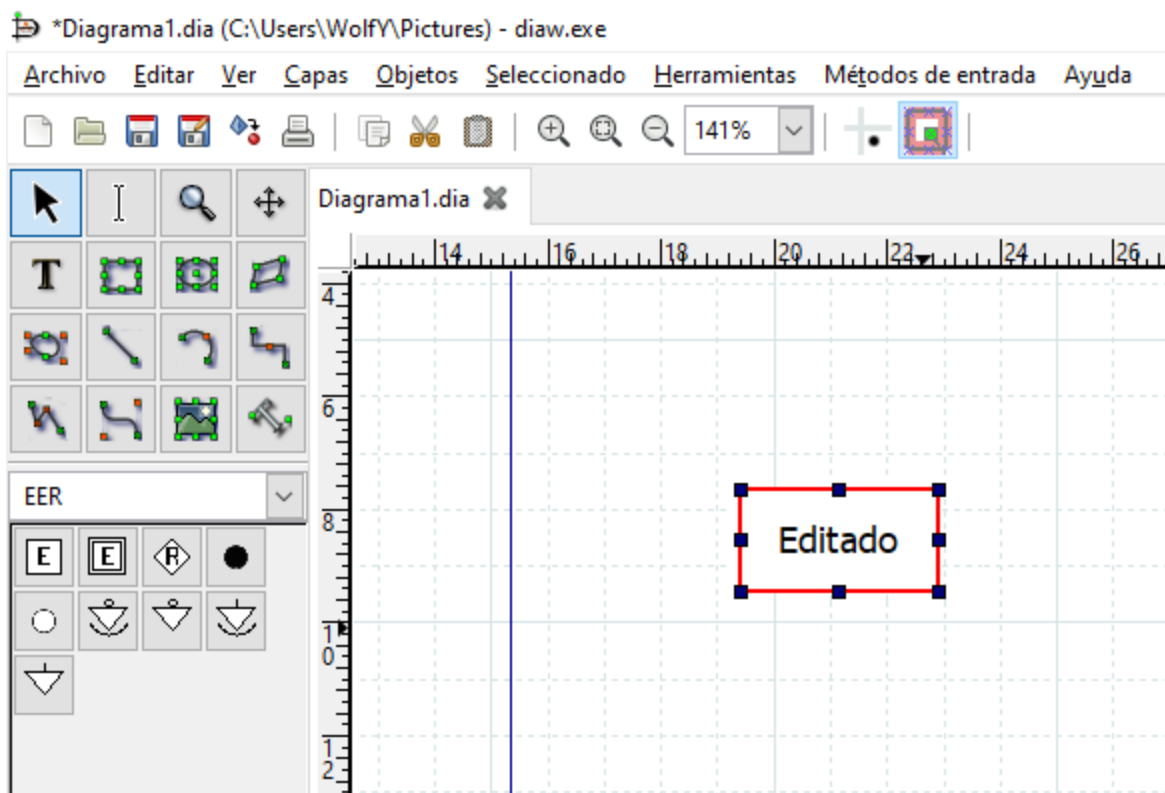 *Diagrama1.dia (C:\Users\WolfY\Pictures) - diaw.exe
Archivo Editar Ver Capas Objetos Seleccionado Herramientas Métodos de entrada Ayuda
141%
Diagrama1.dia
14 16 18 20 22 24 26
T
4
6
EER
8
Editado
E E R
10
12